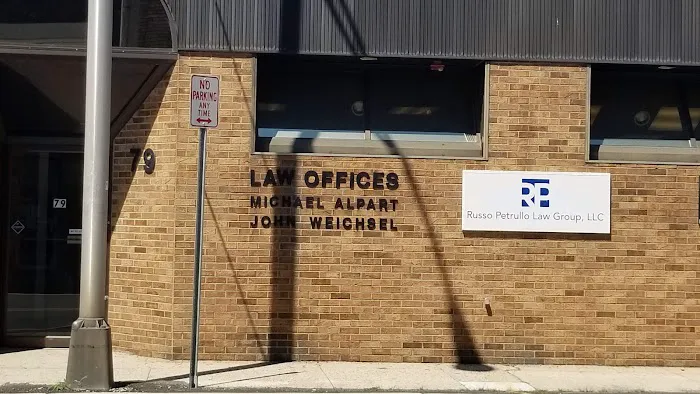 NO
PARKING
ANY
TIME
79
79
LAW OFFICES
MICHAEL ALPART
JOHN WEICHSEL
RP
Russo Petrullo Law Group, LLC